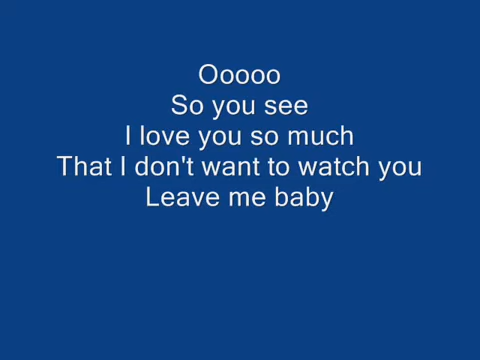 Ooooo
So you see
I love you so much
That I don't want to watch you
Leave me baby